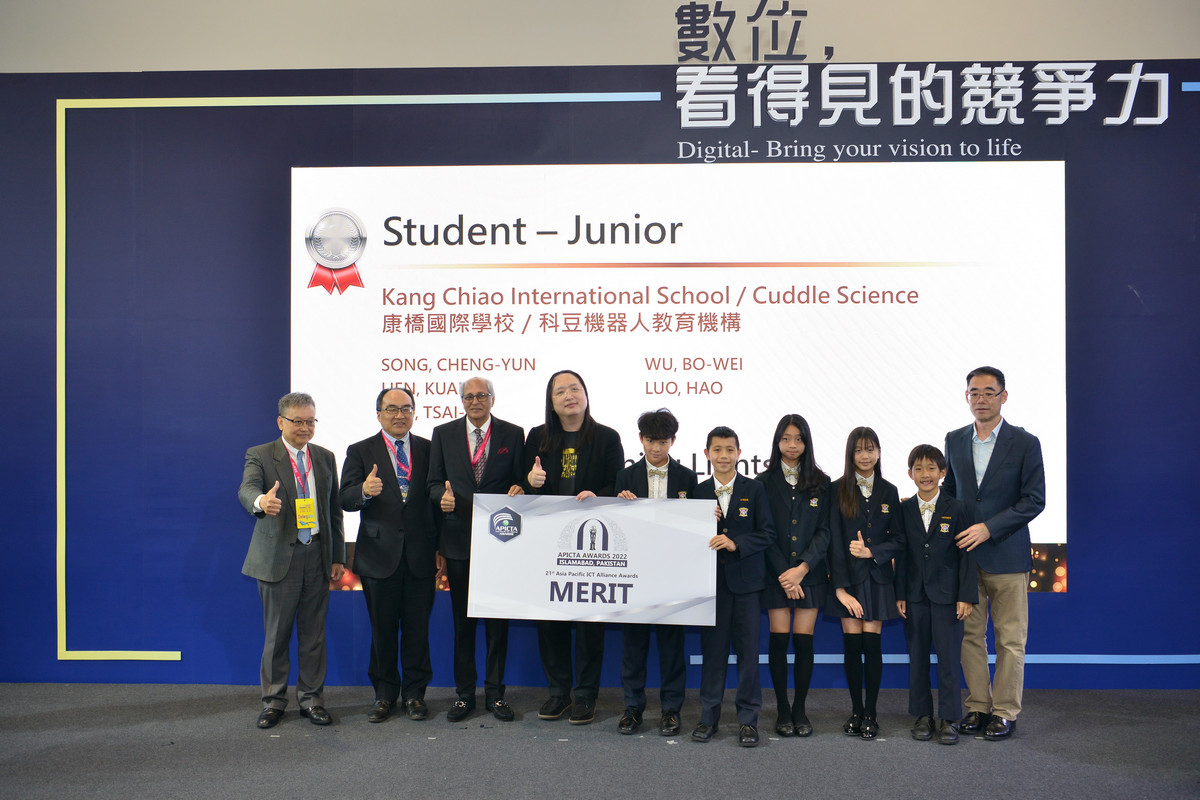 數位，
看得見的競爭力
Digital- Bring your vision to life
Student – Junior
Kang Chiao International School / Cuddle Science
康橋國際學校 / 科豆機器人教育機構
SONG, CHENG-YUN
WU, BO-WEI
LUO, HAO
TSAI-
APICTA
APICTA AWARDS 2022
ISLAMABAD, PAKISTAN
21st Asia Pacific ICT Alliance Awards
MERIT